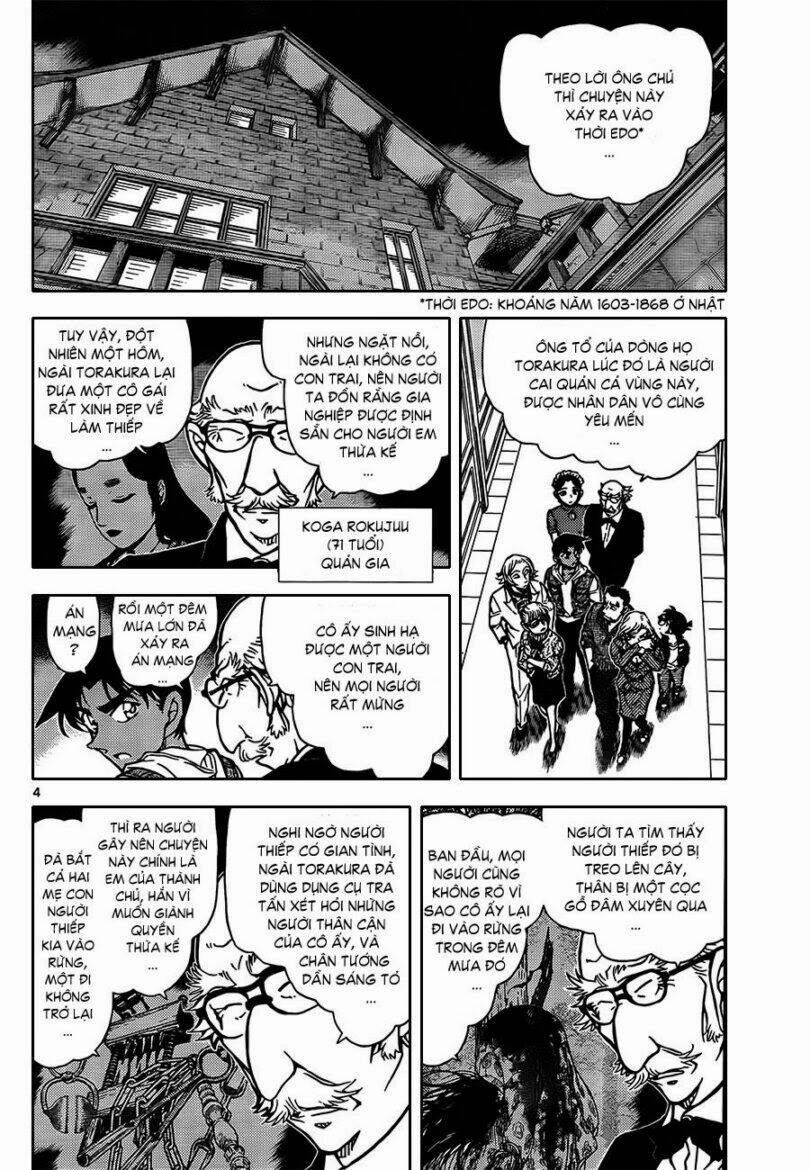 THEO LỜI ÔNG CHỦ
THÌ CHUYỆN NÀY
XẢY RA VÀO
THỜI EDO*
...
*THỜI EDO: KHOẢNG NĂM 1603-1868 Ở NHẬT
ÔNG TỔ CỦA DÒNG HỌ
TORAKURA LÚC ĐÓ LÀ NGƯỜI
CAI QUẢN CẢ VÙNG NÀY,
ĐƯỢC NHÂN DÂN VÔ CÙNG
YÊU MẾN
...
NHƯNG NGẶT NỖI,
NGÀI LẠI KHÔNG CÓ
CON TRAI, NÊN NGƯỜI
TA ĐỒN RẰNG GIA
NGHIỆP ĐƯỢC ĐỊNH
SẴN CHO NGƯỜI EM
THỪA KẾ
...
TUY VẬY, ĐỘT
NHIÊN MỘT HÔM,
NGÀI TORAKURA LẠI
ĐƯA MỘT CÔ GÁI
RẤT XINH ĐẸP VỀ
LÀM THIẾP
...
KOGA ROKUJUU
(71 TUỔI)
QUẢN GIA
CÔ ẤY SINH HẠ
ĐƯỢC MỘT NGƯỜI
CON TRAI,
NÊN MỌI NGƯỜI
RẤT MỪNG
...
RỒI MỘT ĐÊM
MƯA LỚN ĐÃ
XẢY RA
ÁN MẠNG
...
ÁN
MẠNG
?
4
NGƯỜI TA TÌM THẤY
NGƯỜI THIẾP ĐÓ BỊ
TREO LÊN CÂY,
THÂN BỊ MỘT CỌC
GỖ ĐÂM XUYÊN QUA
...
BAN ĐẦU, MỌI
NGƯỜI CŨNG
KHÔNG RÕ VÌ
SAO CÔ ẤY LẠI
ĐI VÀO RỪNG
TRONG ĐÊM
MƯA ĐÓ
...
NGHI NGỜ NGƯỜI
THIẾP CÓ GIAN TÌNH,
NGÀI TORAKURA ĐÃ
DÙNG DỤNG CỤ TRA
TẤN XÉT HỎI NHỮNG
NGƯỜI THÂN CẬN
CỦA CÔ ẤY, VÀ
CHÂN TƯỚNG
DẦN SÁNG TỎ
...
THÌ RA NGƯỜI
GÂY NÊN CHUYỆN
NÀY CHÍNH LÀ
EM CỦA THÀNH
CHỦ, HẮN VÌ
MUỐN GIÀNH
QUYỀN
THỪA KẾ
...
ĐÃ BẮT
CẢ HAI
MẸ CON
NGƯỜI
THIẾP
KIA VÀO
RỪNG,
MỘT ĐI
KHÔNG
TRỞ LẠI
...